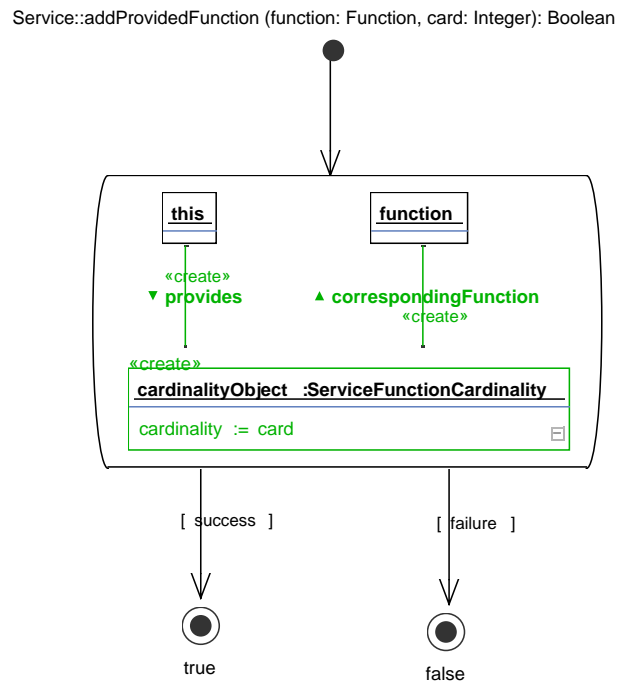 Service::addProvidedFunction (function: Function, card: Integer): Boolean
this
function
«create»
▼ provides
▲ correspondingFunction
«create»
«create»
cardinalityObject :ServiceFunctionCardinality
cardinality := card
[ success ]
[ failure ]
true
false